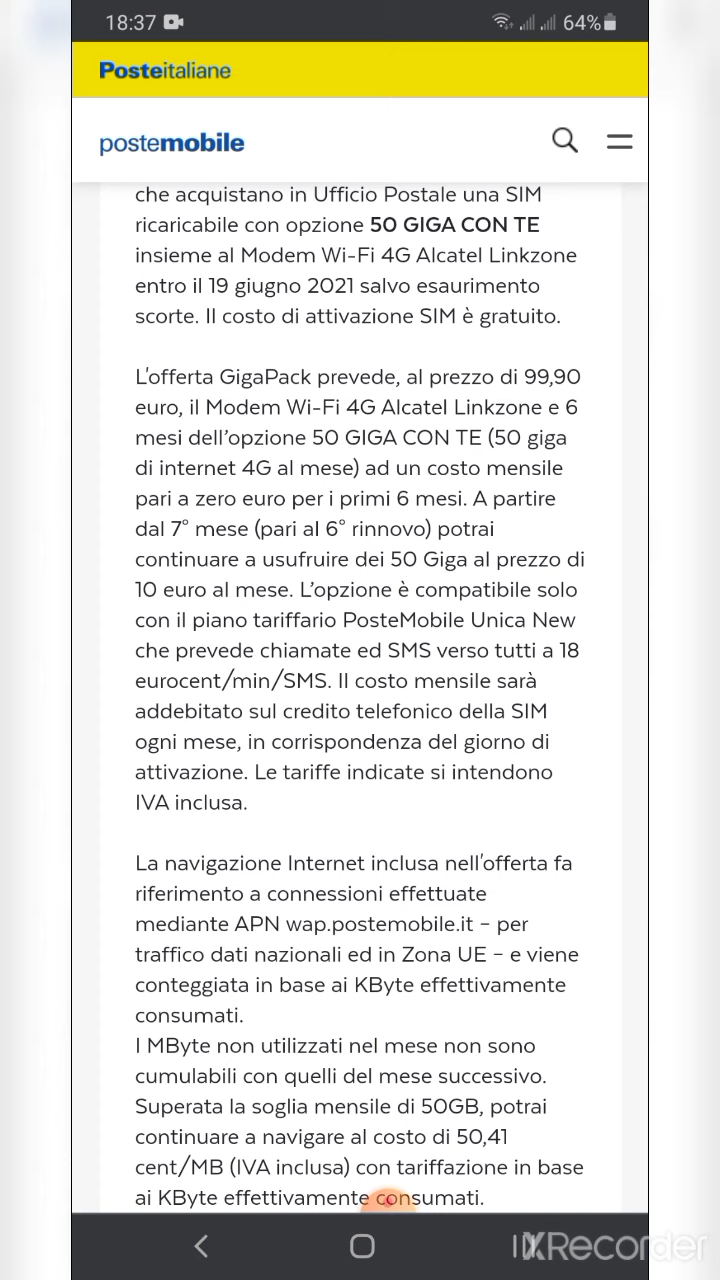 18:37
64%
Posteitaliane
postemobile
che acquistano in Ufficio Postale una SIM
ricaricabile con opzione 50 GIGA CON TE
insieme al Modem Wi-Fi 4G Alcatel Linkzone
entro il 19 giugno 2021 salvo esaurimento
scorte. Il costo di attivazione SIM è gratuito.
L'offerta GigaPack prevede, al prezzo di 99,90
euro, il Modem Wi-Fi 4G Alcatel Linkzone e 6
mesi dell'opzione 50 GIGA CON TE (50 giga
di internet 4G al mese) ad un costo mensile
pari a zero euro per i primi 6 mesi. A partire
dal 7° mese (pari al 6° rinnovo) potrai
continuare a usufruire dei 50 Giga al prezzo di
10 euro al mese. L'opzione è compatibile solo
con il piano tariffario PosteMobile Unica New
che prevede chiamate ed SMS verso tutti a 18
eurocent/min/SMS. Il costo mensile sarà
addebitato sul credito telefonico della SIM
ogni mese, in corrispondenza del giorno di
attivazione. Le tariffe indicate si intendono
IVA inclusa.
La navigazione Internet inclusa nell'offerta fa
riferimento a connessioni effettuate
mediante APN wap.postemobile.it – per
traffico dati nazionali ed in Zona UE – e viene
conteggiata in base ai KByte effettivamente
consumati.
I MByte non utilizzati nel mese non sono
cumulabili con quelli del mese successivo.
Superata la soglia mensile di 50GB, potrai
continuare a navigare al costo di 50,41
cent/MB (IVA inclusa) con tariffazione in base
ai KByte effettivamente consumati.
XRecorder